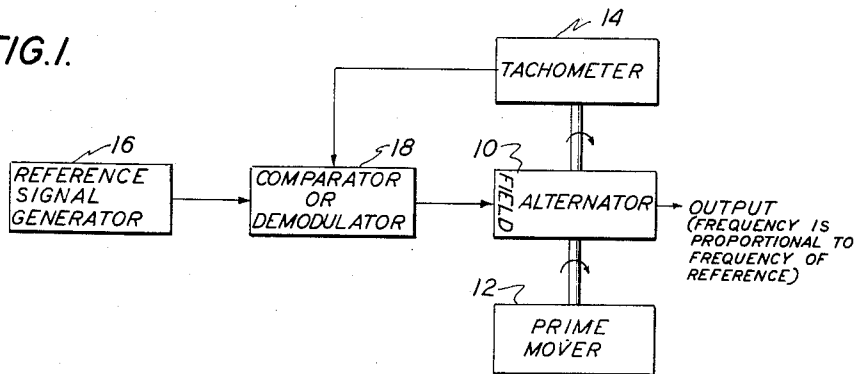 FIG.1.
14
TACHOMETER
16
REFERENCE
SIGNAL
GENERATOR
18
COMPARATOR
OR
DEMODULATOR
10
FIELD
ALTERNATOR
OUTPUT
(FREQUENCY IS
PROPORTIONAL TO
FREQUENCY OF
REFERENCE)
12
PRIME
MOVER